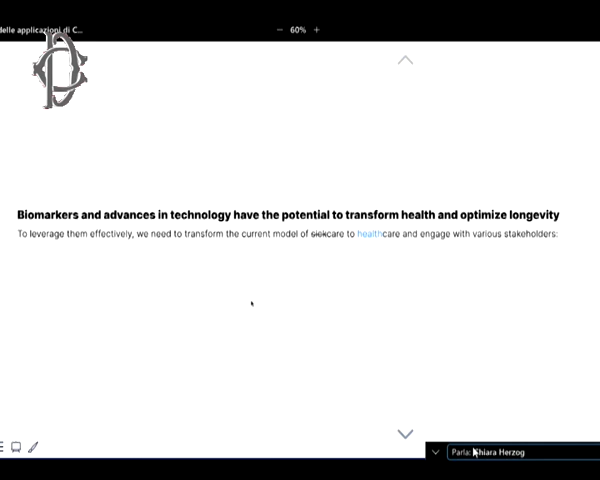 delle applicazioni di C...
− 60% +
Biomarkers and advances in technology have the potential to transform health and optimize longevity
To leverage them effectively, we need to transform the current model of sickcare to healthcare and engage with various stakeholders:
Parla: Chiara Herzog